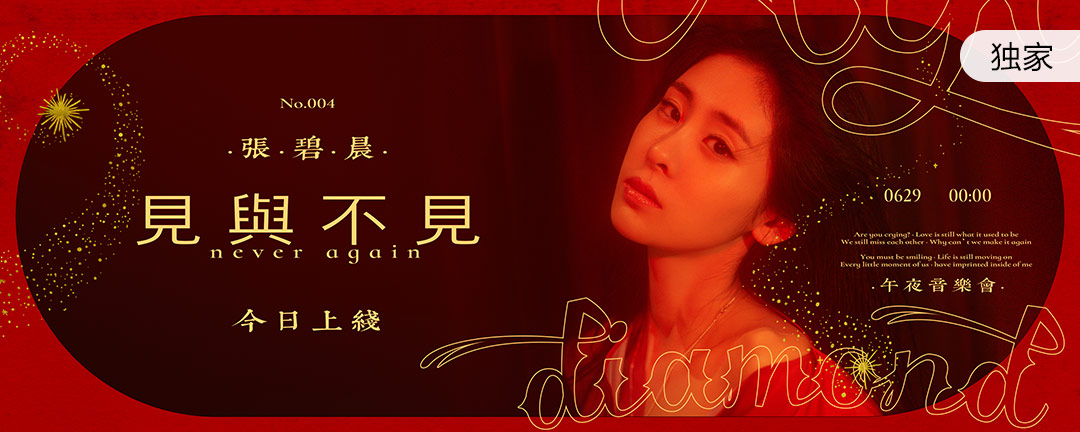 独家
No.004
·張·碧·晨·
見與不見
never again
今日上綫
0629 00:00
Are you crying? · Love is still what it used to be
We still miss each other · Why can't we make it again
You must be smiling · Life is still moving on
Every little moment of us · have imprinted inside of me
·午夜音樂會·
diamond